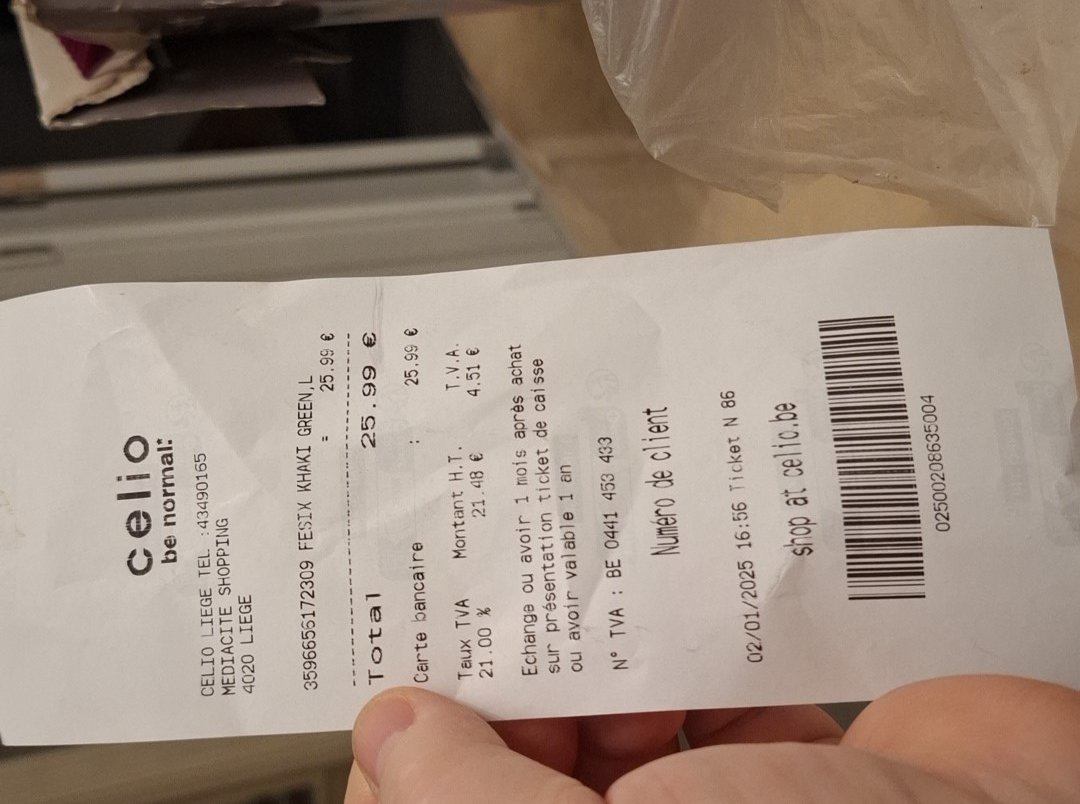 celio
be normal:
CELIO LIEGE TEL :43490165
MEDIACITE SHOPPING
4020 LIEGE
3596656172309 FESIX KHAKI GREEN,L
= 25.99 €
Total 25.99 €
Carte bancaire : 25.99 €
Taux TVA Montant H.T. T.V.A.
21.00 % 21.48 € 4.51 €
Echange ou avoir 1 mois après achat
sur présentation ticket de caisse
ou avoir valable 1 an
N° TVA : BE 0441 453 433
Numéro de client
02/01/2025 16:56 Ticket N 86
shop at celio.be
02500208635004